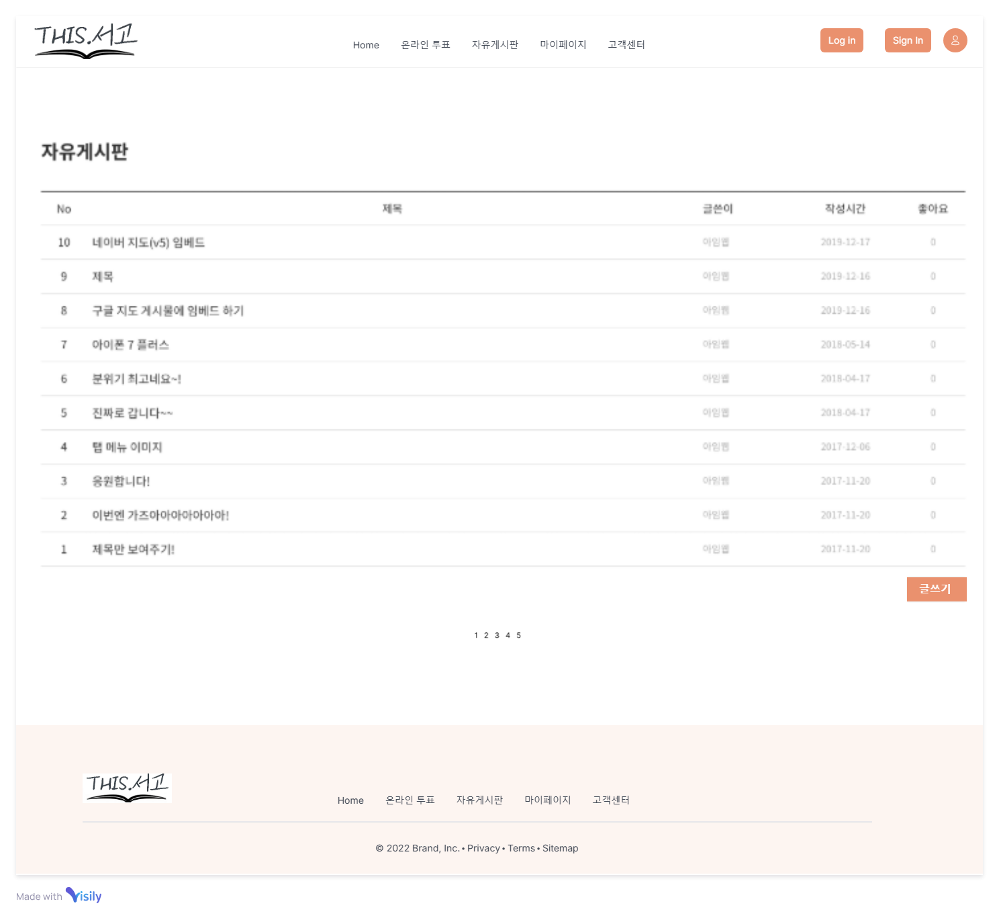 THIS.서고
Home 온라인 투표 자유게시판 마이페이지 고객센터 Log in Sign In
자유게시판
No 제목 글쓴이 작성시간 좋아요
10 네이버 지도(v5) 임베드 아임웹 2019-12-17 0
9 제목 아임웹 2019-12-16 0
8 구글 지도 게시물에 임베드 하기 아임웹 2019-12-16 0
7 아이폰 7 플러스 아임웹 2018-05-14 0
6 분위기 최고네요~! 아임웹 2018-04-17 0
5 진짜로 갑니다~~ 아임웹 2018-04-17 0
4 탭 메뉴 이미지 아임웹 2017-12-06 0
3 응원합니다! 아임웹 2017-11-20 0
2 이번엔 가즈아아아아아아아! 아임웹 2017-11-20 0
1 제목만 보여주기! 아임웹 2017-11-20 0
글쓰기
1 2 3 4 5
THIS.서고
Home 온라인 투표 자유게시판 마이페이지 고객센터
© 2022 Brand, Inc. • Privacy • Terms • Sitemap
Made with Visily